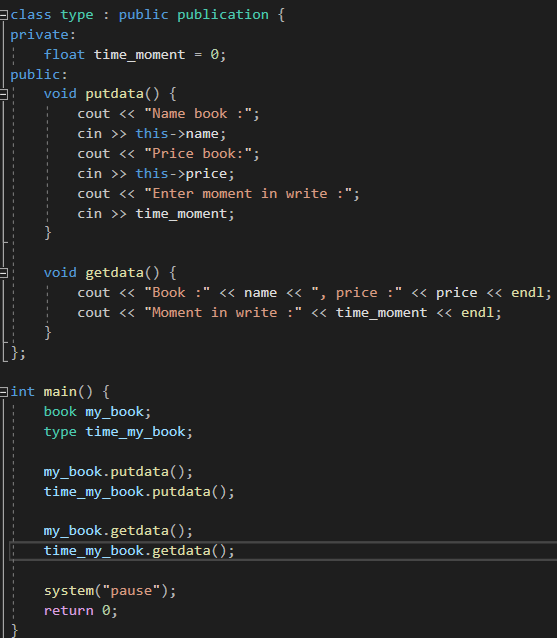 class type : public publication {
private:
    float time_moment = 0;
public:
    void putdata() {
        cout << "Name book :";
        cin >> this->name;
        cout << "Price book:";
        cin >> this->price;
        cout << "Enter moment in write :";
        cin >> time_moment;
    }

    void getdata() {
        cout << "Book :" << name << ", price :" << price << endl;
        cout << "Moment in write :" << time_moment << endl;
    }
};

int main() {
    book my_book;
    type time_my_book;

    my_book.putdata();
    time_my_book.putdata();

    my_book.getdata();
    time_my_book.getdata();

    system("pause");
    return 0;
}